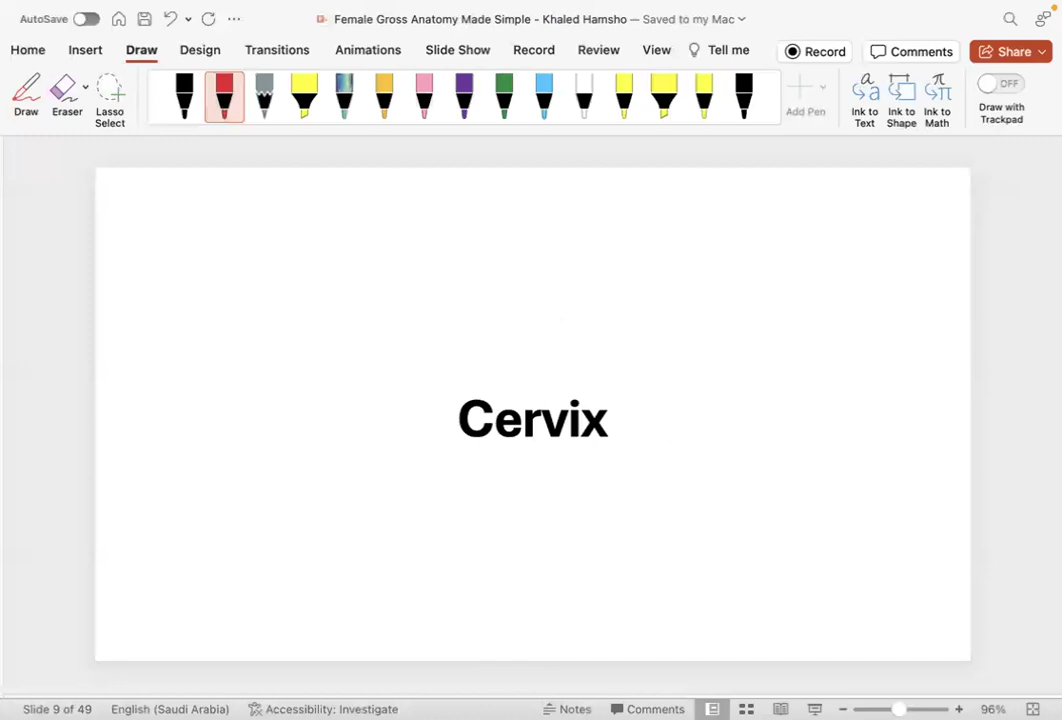 AutoSave
Female Gross Anatomy Made Simple - Khaled Hamsho — Saved to my Mac
Home Insert Draw Design Transitions Animations Slide Show Record Review View Tell me Record Comments Share
Draw Eraser Lasso Select Add Pen Ink to Text Ink to Shape Ink to Math OFF Draw with Trackpad
Cervix
Slide 9 of 49 English (Saudi Arabia) Accessibility: Investigate Notes Comments 96%